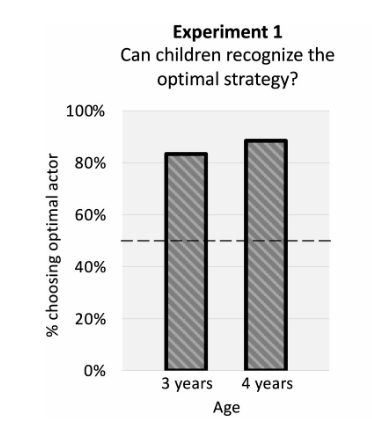 Experiment 1
Can children recognize the
optimal strategy?
% choosing optimal actor
100%
80%
60%
40%
20%
0%
3 years
4 years
Age